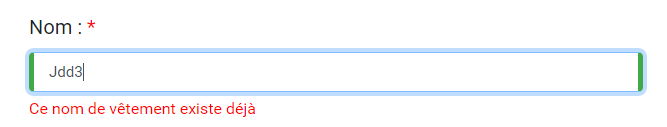 Nom : *
Jdd3
Ce nom de vêtement existe déjà